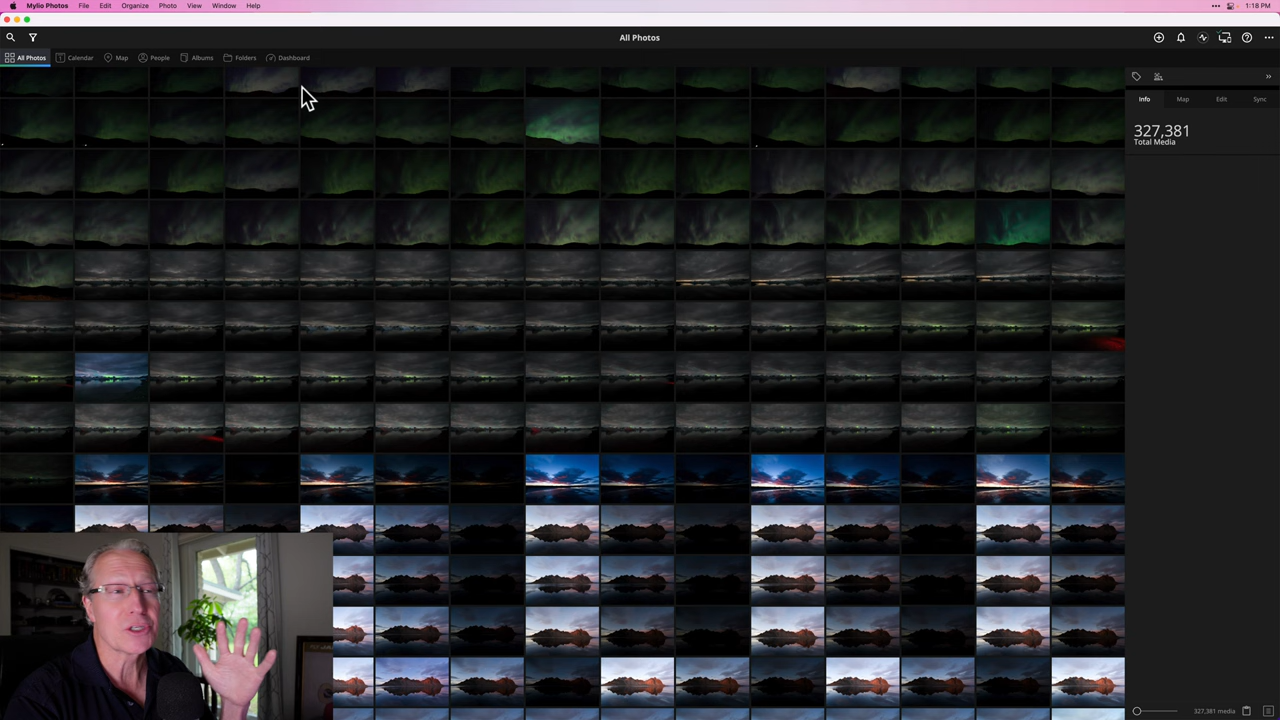 Mylio Photos File Edit Organize Photo View Window Help 1:18 PM
All Photos
All Photos Calendar Map People Albums Folders Dashboard
Info Map Edit Sync
327,381
Total Media
327,381 media